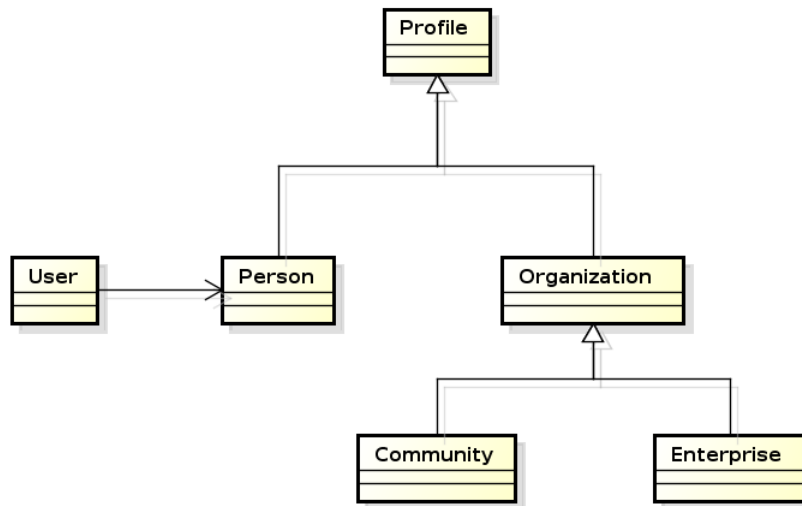 Profile
User
Person
Organization
Community
Enterprise